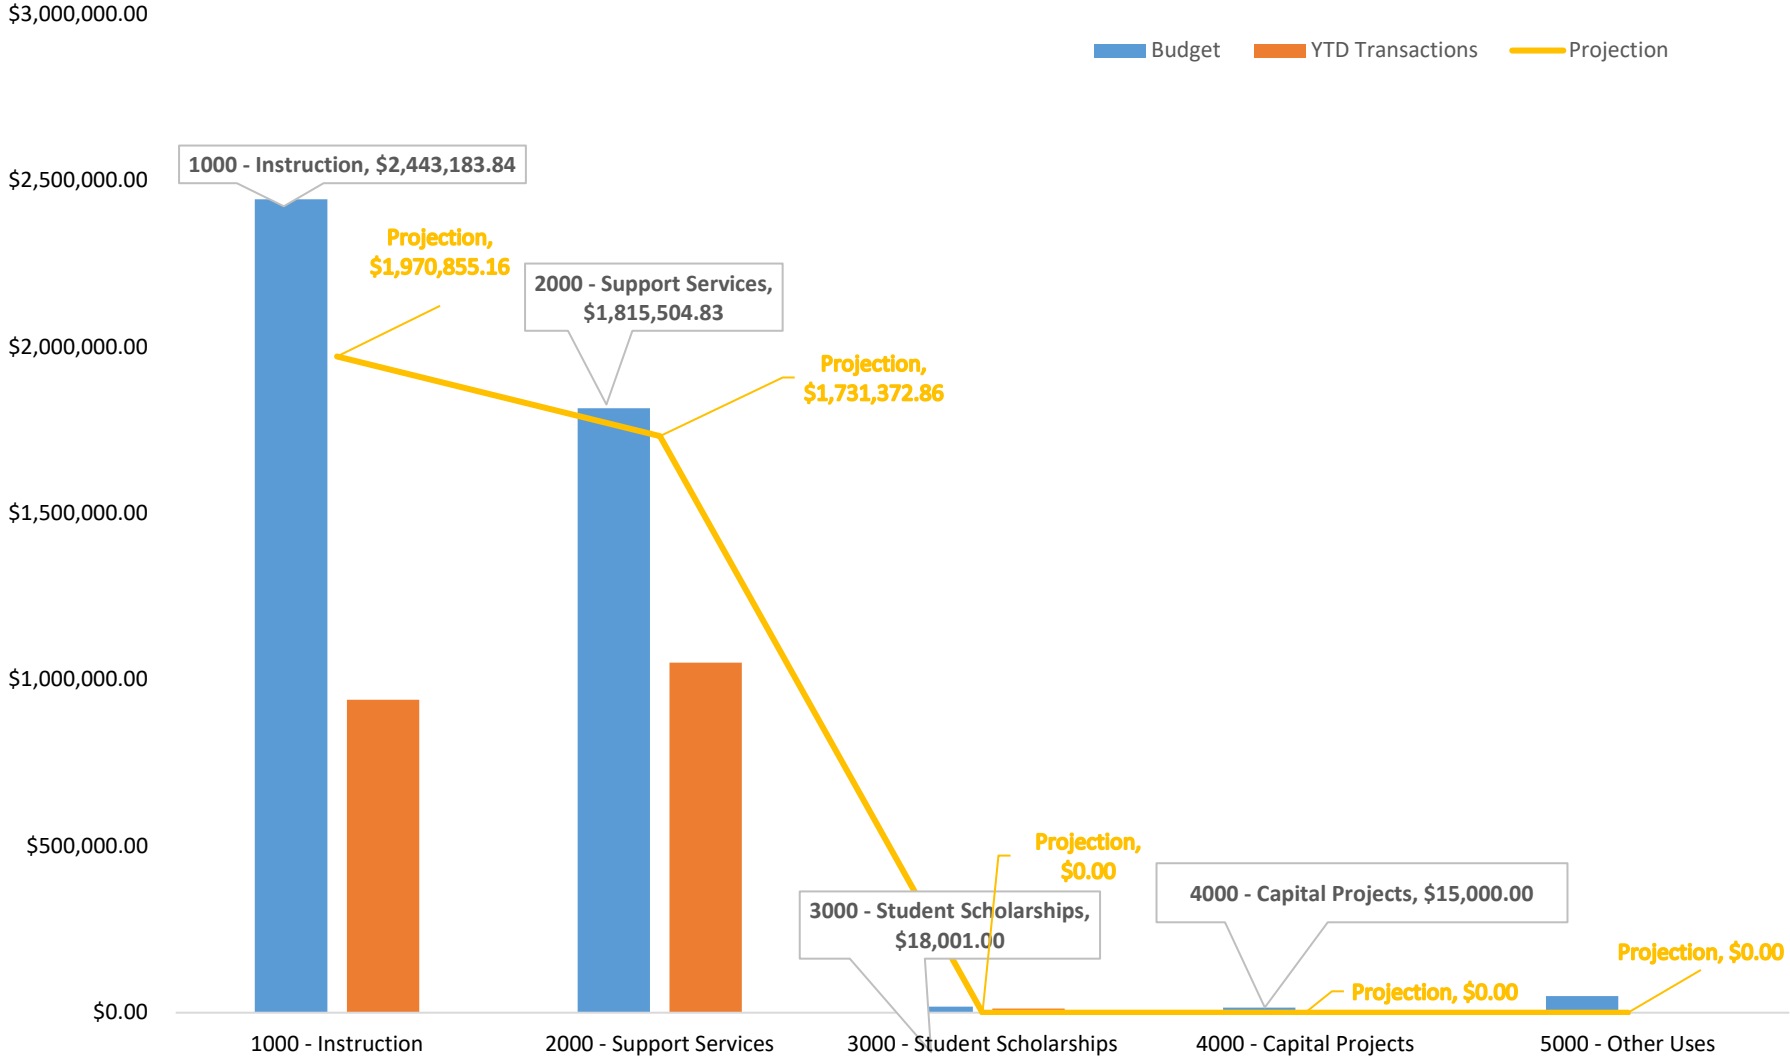 $3,000,000.00
Budget YTD Transactions Projection
1000 - Instruction, $2,443,183.84
$2,500,000.00
Projection,
$1,970,855.16
2000 - Support Services,
$1,815,504.83
$2,000,000.00
Projection,
$1,731,372.86
$1,500,000.00
$1,000,000.00
$500,000.00
Projection,
$0.00
3000 - Student Scholarships,
$18,001.00
4000 - Capital Projects, $15,000.00
Projection, $0.00
Projection, $0.00
$0.00
1000 - Instruction 2000 - Support Services 3000 - Student Scholarships 4000 - Capital Projects 5000 - Other Uses